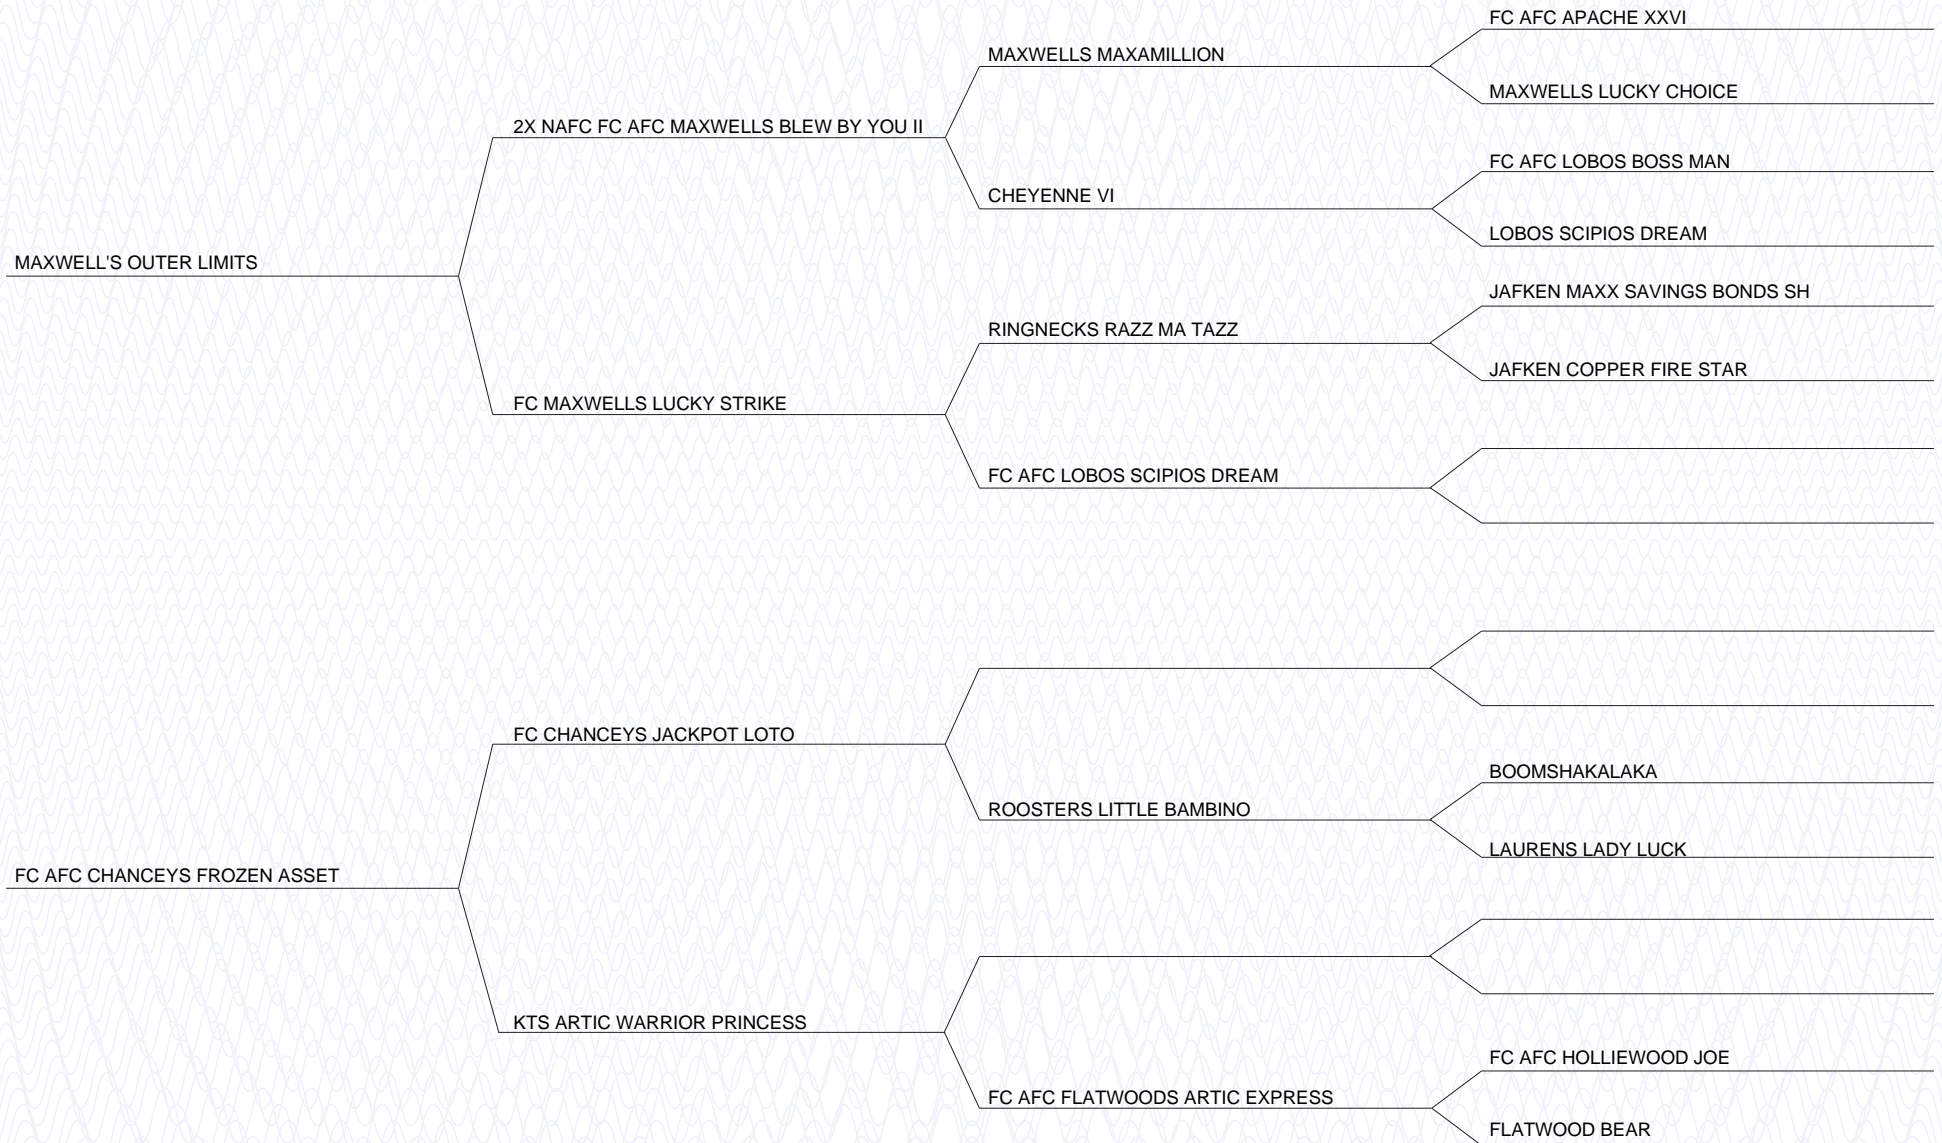 FC AFC APACHE XXVI
MAXWELLS MAXAMILLION
MAXWELLS LUCKY CHOICE
2X NAFC FC AFC MAXWELLS BLEW BY YOU II
FC AFC LOBOS BOSS MAN
CHEYENNE VI
LOBOS SCIPIOS DREAM
MAXWELL'S OUTER LIMITS
JAFKEN MAXX SAVINGS BONDS SH
RINGNECKS RAZZ MA TAZZ
JAFKEN COPPER FIRE STAR
FC MAXWELLS LUCKY STRIKE
FC AFC LOBOS SCIPIOS DREAM
FC CHANCEYS JACKPOT LOTO
BOOMSHAKALAKA
ROOSTERS LITTLE BAMBINO
LAURENS LADY LUCK
FC AFC CHANCEYS FROZEN ASSET
KTS ARTIC WARRIOR PRINCESS
FC AFC HOLLIEWOOD JOE
FC AFC FLATWOODS ARTIC EXPRESS
FLATWOOD BEAR